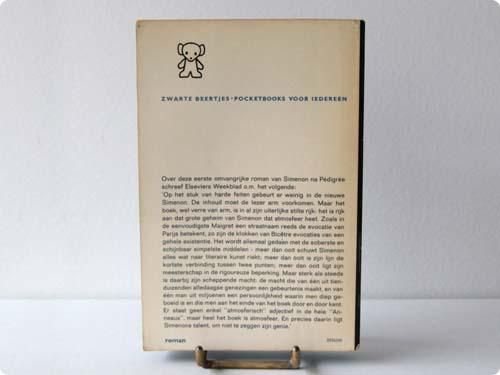 ZWARTE BEERTJES · POCKETBOOKS VOOR IEDEREEN
Over deze eerste omvangrijke roman van Simenon na Pédigrée
schreef Elseviers Weekblad o.m. het volgende:
'Op het stuk van harde feiten gebeurt er weinig in de nieuwe
Simenon. De inhoud moet de lezer arm voorkomen. Maar het
boek, wel verre van arm, is in al zijn uiterlijke stilte rijk: het is rijk
aan dat grote geheim van Simenon dat atmosfeer heet. Zoals in
de eenvoudigste Maigret een straatnaam reeds de evocatie van
Parijs betekent, zo zijn de klokken van Bicêtre evocaties van een
gehele existentie. Het wordt allemaal gedaan met de soberste en
schijnbaar simpelste middelen - meer dan ooit schuwt Simenon
alles wat naar literaire kunst riekt; meer dan ooit is zijn lijn de
kortste verbinding tussen twee punten; meer dan ooit ligt zijn
meesterschap in de rigoureuze beperking. Maar sterk als steeds
is daarbij zijn scheppende macht: de macht die van één uit tien-
duizenden alledaagse genezingen een gebeurtenis maakt, en van
één man uit miljoenen een persoonlijkheid waarin men diep ge-
boeid is en die men aan het einde van het boek door en door kent.
Er staat geen enkel "atmosferisch" adjectief in de hele "An-
neaux", maar heel het boek is atmosfeer. En precies daarin ligt
Simenons talent, om niet te zeggen zijn genie.'
roman